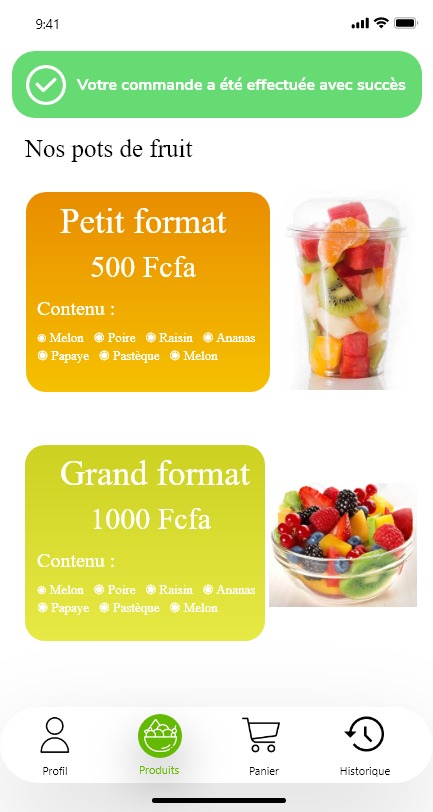 9:41
Votre commande a été effectuée avec succès
Nos pots de fruit
Petit format
500 Fcfa
Contenu :
◉ Melon ◉ Poire ◉ Raisin ◉ Ananas
◉ Papaye ◉ Pastèque ◉ Melon
Grand format
1000 Fcfa
Contenu :
◉ Melon ◉ Poire ◉ Raisin ◉ Ananas
◉ Papaye ◉ Pastèque ◉ Melon
Profil Produits Panier Historique